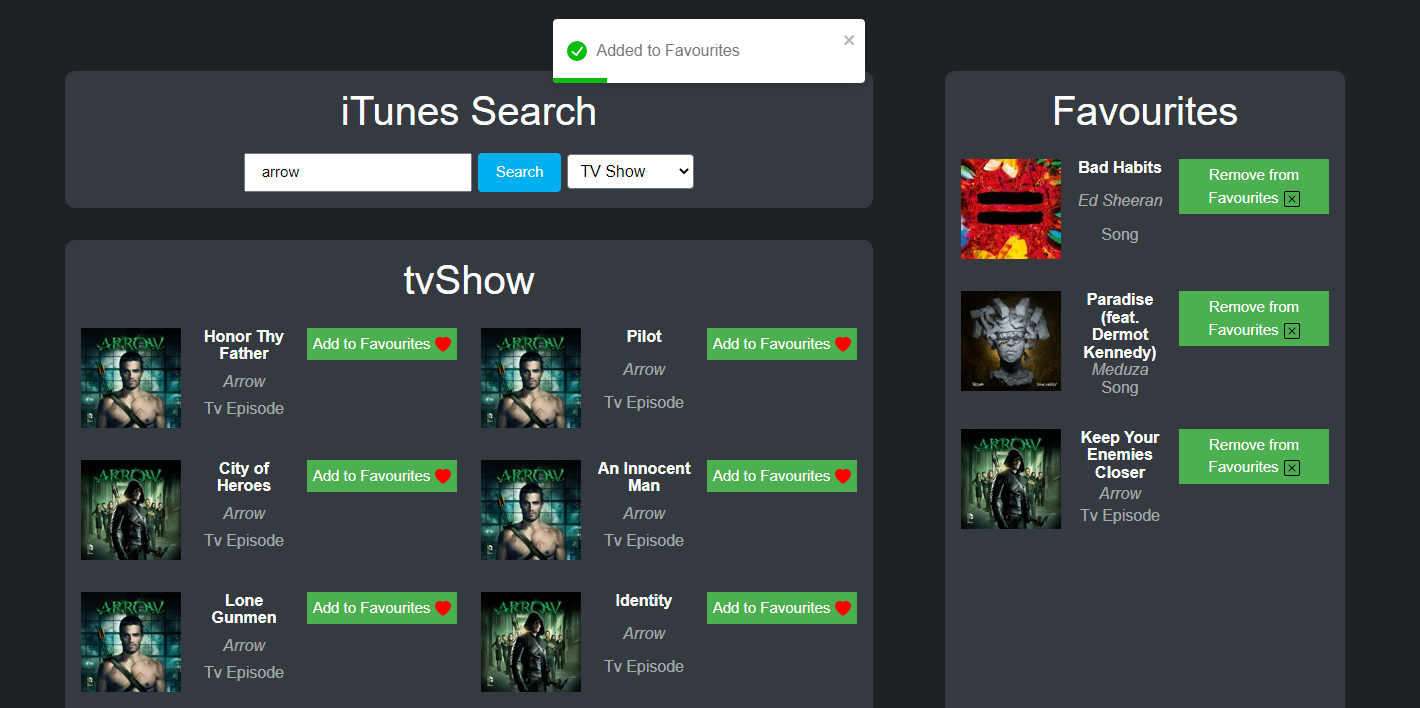 Added to Favourites
×
iTunes Search
arrow
Search
TV Show
tvShow
ARROW
Honor Thy
Father
Arrow
Tv Episode
Add to Favourites
ARROW
Pilot
Arrow
Tv Episode
Add to Favourites
ARROW
City of
Heroes
Arrow
Tv Episode
Add to Favourites
ARROW
An Innocent
Man
Arrow
Tv Episode
Add to Favourites
ARROW
Lone
Gunmen
Arrow
Tv Episode
Add to Favourites
ARROW
Identity
Arrow
Tv Episode
Add to Favourites
Favourites
Bad Habits
Ed Sheeran
Song
Remove from
Favourites
Paradise
(feat.
Dermot
Kennedy)
Meduza
Song
Remove from
Favourites
ARROW
Keep Your
Enemies
Closer
Arrow
Tv Episode
Remove from
Favourites